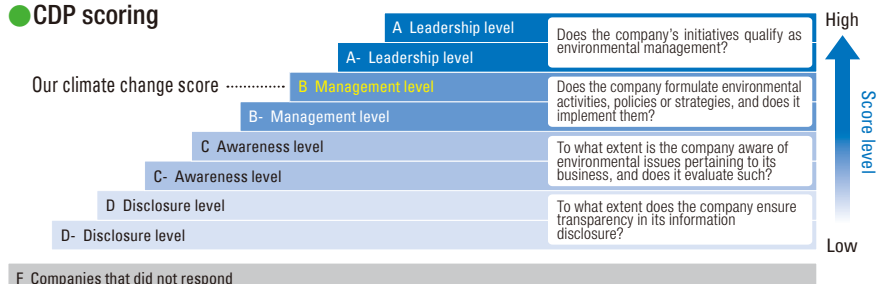 CDP scoring
High
A Leadership level
Does the company's initiatives qualify as
environmental management?
A- Leadership level
Our climate change score
B Management level
Does the company formulate environmental
activities, policies or strategies, and does it
implement them?
B- Management level
C Awareness level
To what extent is the company aware of
environmental issues pertaining to its
business, and does it evaluate such?
C- Awareness level
D Disclosure level
To what extent does the company ensure
transparency in its information
disclosure?
D- Disclosure level
Score level
Low
F Companies that did not respond